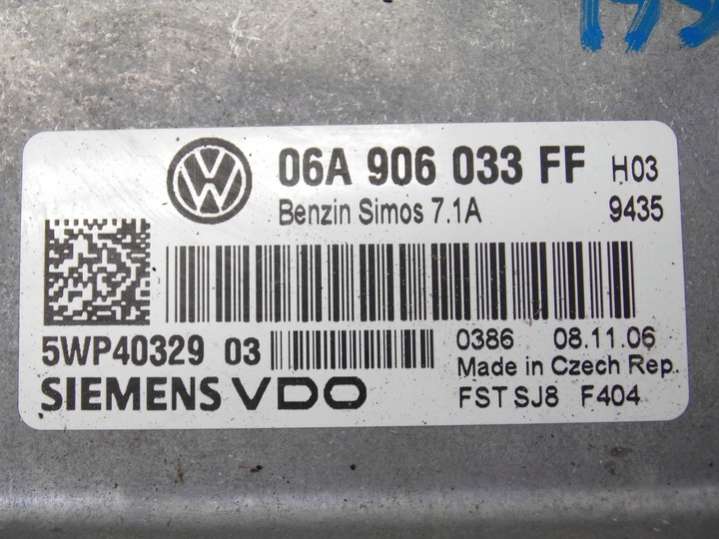 06A 906 033 FF H03
Benzin Simos 7.1A 9435
5WP40329 03 0386 08.11.06
Made in Czech Rep.
SIEMENS VDO FST SJ8 F404